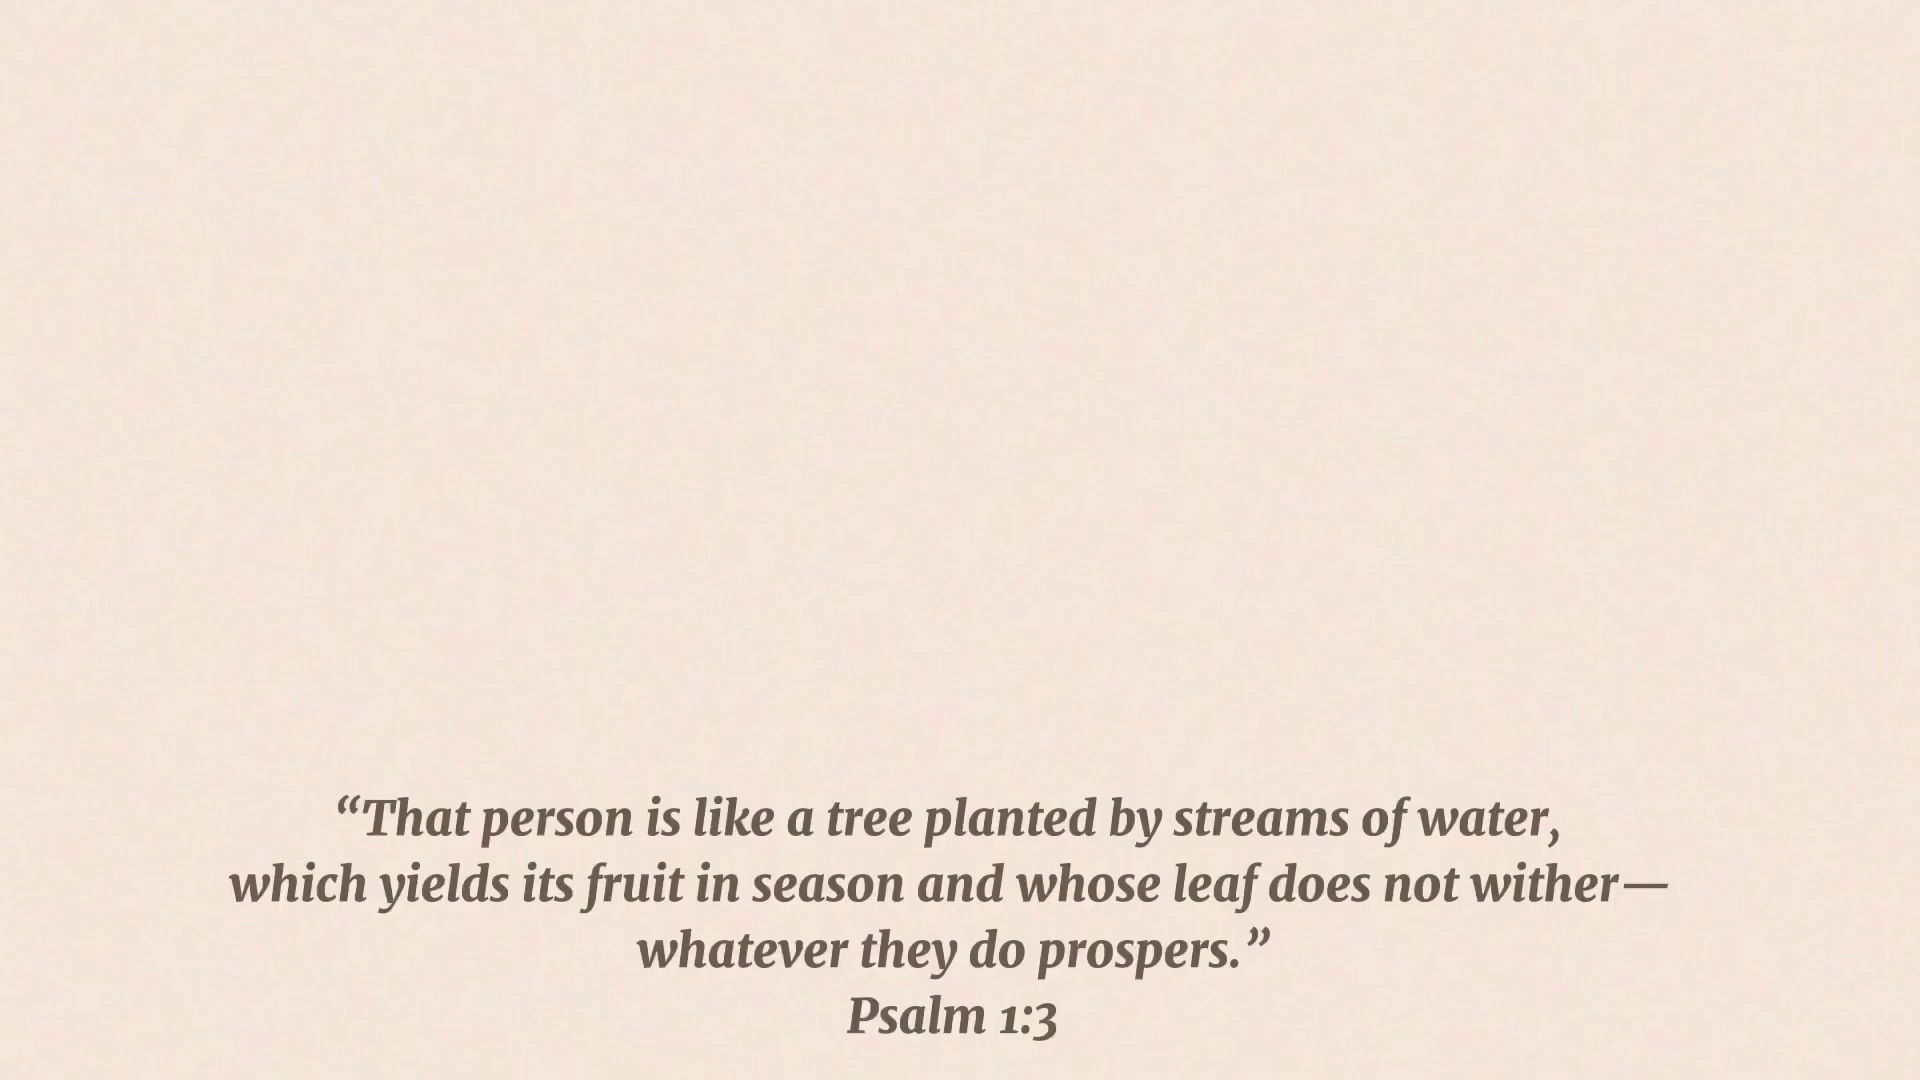 “That person is like a tree planted by streams of water,
which yields its fruit in season and whose leaf does not wither—
whatever they do prospers.”
Psalm 1:3